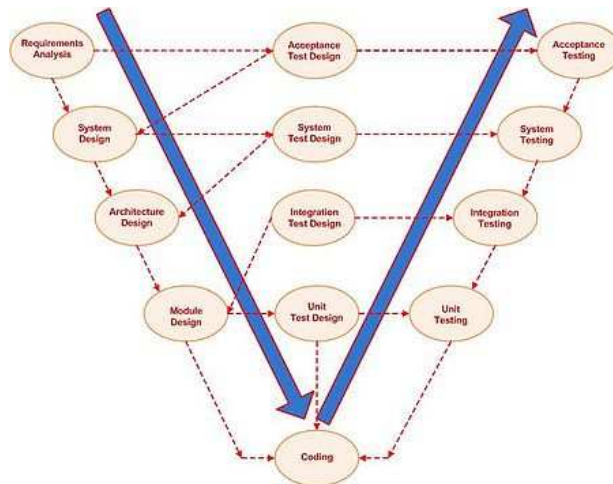 Requirements
Analysis
Acceptance
Test Design
Acceptance
Testing
System
Design
System
Test Design
System
Testing
Architecture
Design
Integration
Test Design
Integration
Testing
Module
Design
Unit
Test Design
Unit
Testing
Coding